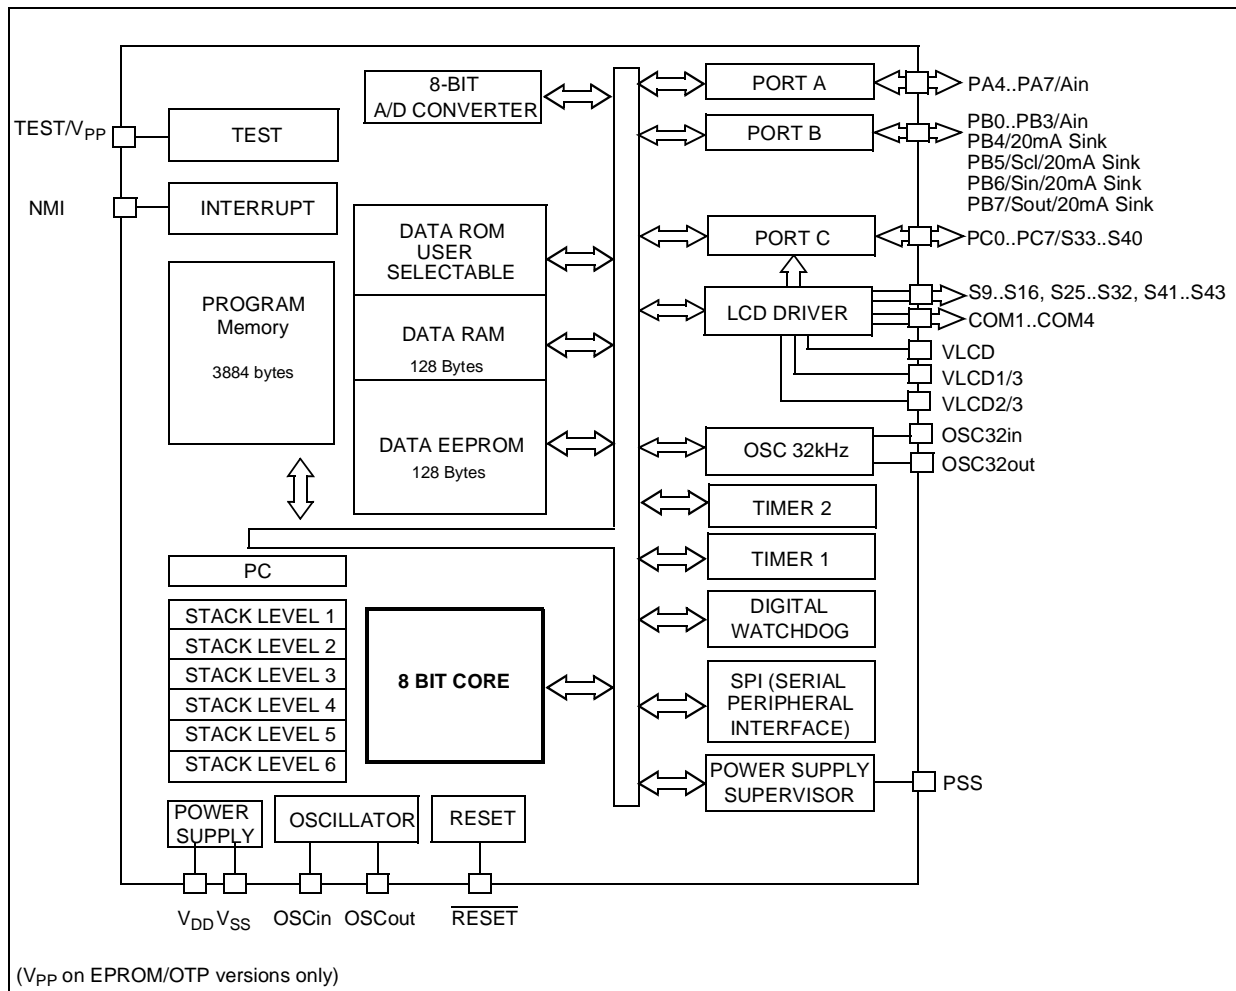 8-BIT
A/D CONVERTER
PORT A
PA4..PA7/Ain
TEST/VPP
TEST
PORT B
PB0..PB3/Ain
PB4/20mA Sink
PB5/Scl/20mA Sink
PB6/Sin/20mA Sink
PB7/Sout/20mA Sink
NMI
INTERRUPT
DATA ROM
USER
SELECTABLE
PORT C
PC0..PC7/S33..S40
PROGRAM
Memory
3884 bytes
DATA RAM
128 Bytes
LCD DRIVER
S9..S16, S25..S32, S41..S43
COM1..COM4
VLCD
VLCD1/3
VLCD2/3
DATA EEPROM
128 Bytes
OSC 32kHz
OSC32in
OSC32out
TIMER 2
TIMER 1
PC
STACK LEVEL 1
STACK LEVEL 2
STACK LEVEL 3
STACK LEVEL 4
STACK LEVEL 5
STACK LEVEL 6
8 BIT CORE
DIGITAL
WATCHDOG
SPI (SERIAL
PERIPHERAL
INTERFACE)
POWER SUPPLY
SUPERVISOR
PSS
POWER
SUPPLY
OSCILLATOR
RESET
VDD VSS
OSCin
OSCout
RESET
(VPP on EPROM/OTP versions only)